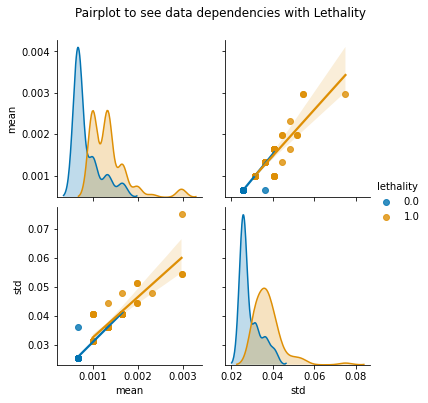 Pairplot to see data dependencies with Lethality
0.004
0.003
0.002
0.001
mean
lethality
0.0
1.0
0.07
0.06
0.05
0.04
0.03
std
0.001 0.002 0.003
0.02 0.04 0.06 0.08
mean std